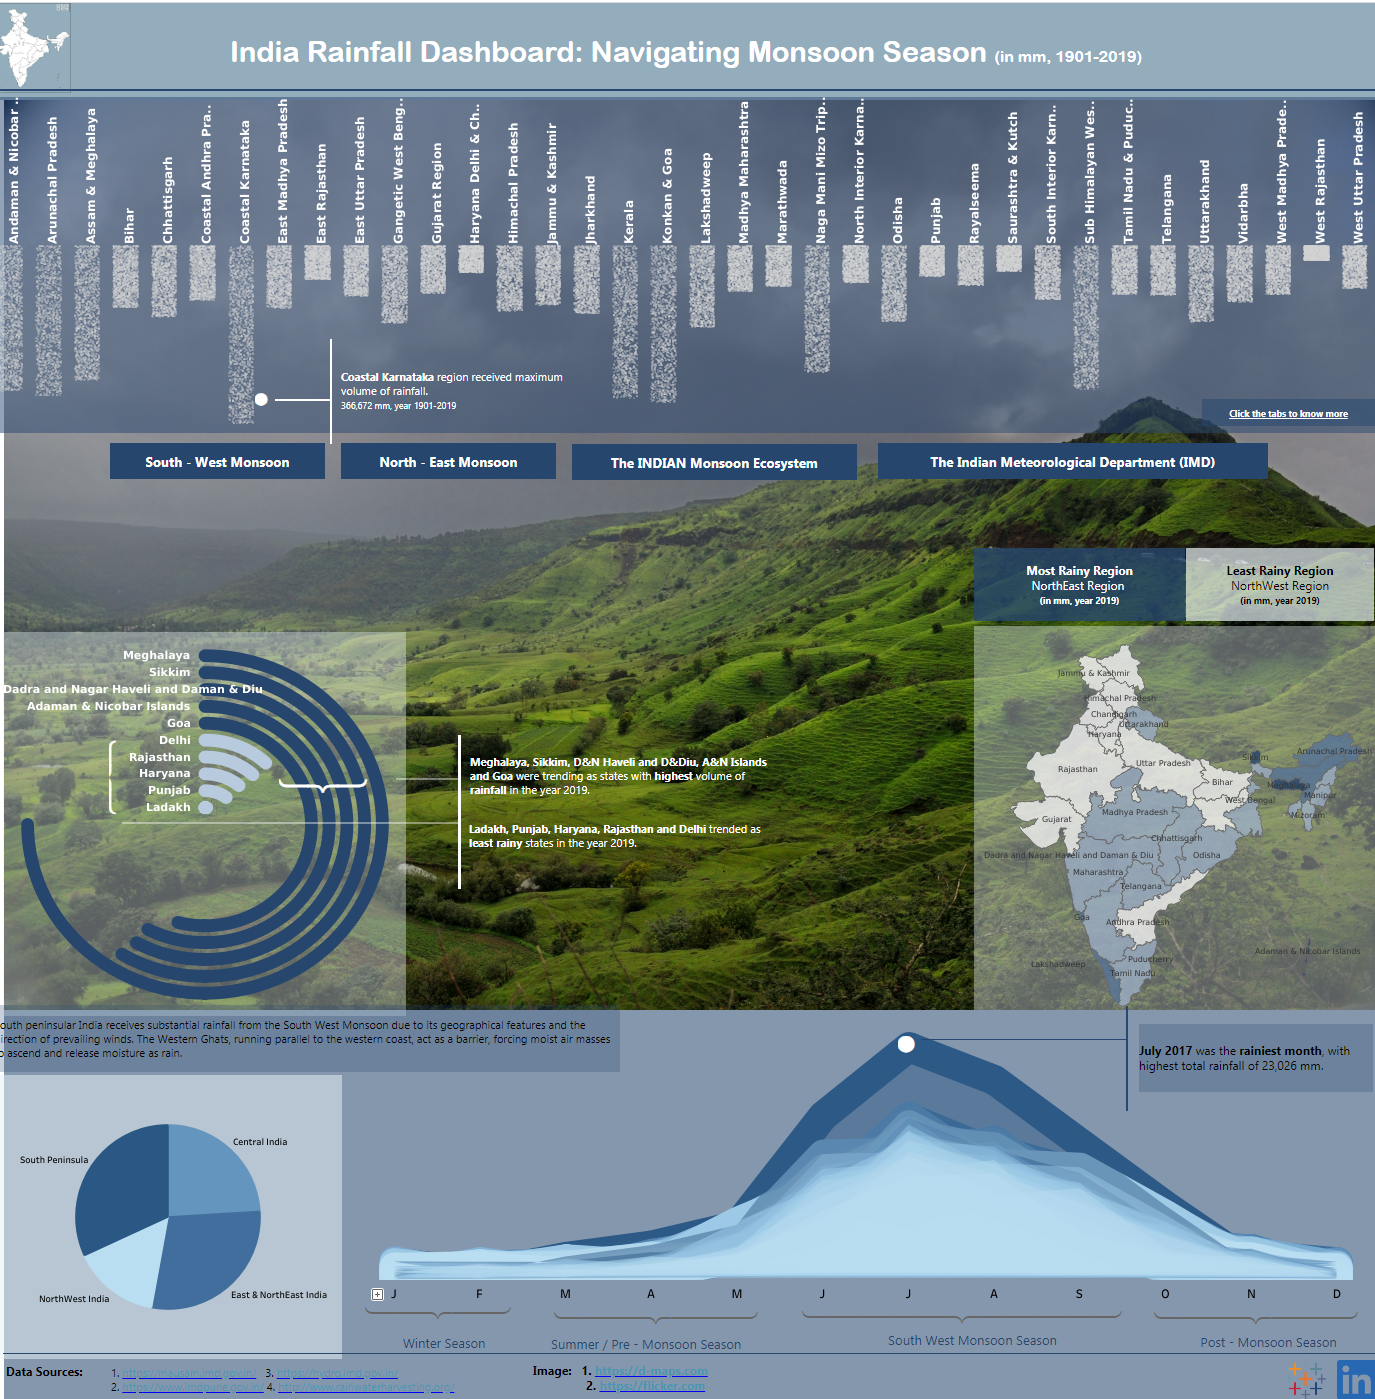 India Rainfall Dashboard: Navigating Monsoon Season (in mm, 1901-2019)
Andaman & Nicobar ..
Arunachal Pradesh
Assam & Meghalaya
Bihar
Chhattisgarh
Coastal Andhra Pra..
Coastal Karnataka
East Madhya Pradesh
East Rajasthan
East Uttar Pradesh
Gangetic West Beng..
Gujarat Region
Haryana Delhi & Ch..
Himachal Pradesh
Jammu & Kashmir
Jharkhand
Kerala
Konkan & Goa
Lakshadweep
Madhya Maharashtra
Marathwada
Naga Mani Mizo Trip..
North Interior Karna..
Odisha
Punjab
Rayalseema
Saurashtra & Kutch
South Interior Karn..
Sub Himalayan Wes..
Tamil Nadu & Puduc..
Telangana
Uttarakhand
Vidarbha
West Madhya Prade..
West Rajasthan
West Uttar Pradesh
Coastal Karnataka region received maximum
volume of rainfall.
366,672 mm, year 1901-2019
Click the tabs to know more
South - West Monsoon
North - East Monsoon
The INDIAN Monsoon Ecosystem
The Indian Meteorological Department (IMD)
Most Rainy Region
NorthEast Region
(in mm, year 2019)
Least Rainy Region
NorthWest Region
(in mm, year 2019)
Meghalaya
Sikkim
Dadra and Nagar Haveli and Daman & Diu
Adaman & Nicobar Islands
Goa
Delhi
Rajasthan
Haryana
Punjab
Ladakh
Meghalaya, Sikkim, D&N Haveli and D&Diu, A&N Islands
and Goa were trending as states with highest volume of
rainfall in the year 2019.
Ladakh, Punjab, Haryana, Rajasthan and Delhi trended as
least rainy states in the year 2019.
Jammu & Kashmir
Himachal Pradesh
Chandigarh
Uttarakhand
Haryana
Arunachal Pradesh
Sikkim
Uttar Pradesh
Rajasthan
Bihar
Meghalaya
Manipur
West Bengal
Madhya Pradesh
Mizoram
Gujarat
Chhattisgarh
Dadra and Nagar Haveli and Daman & Diu
Odisha
Maharashtra
Telangana
Goa
Andhra Pradesh
Adaman & Nicobar Islands
Puducherry
Lakshadweep
Tamil Nadu
outh peninsular India receives substantial rainfall from the South West Monsoon due to its geographical features and the
irection of prevailing winds. The Western Ghats, running parallel to the western coast, act as a barrier, forcing moist air masses
o ascend and release moisture as rain.
July 2017 was the rainiest month, with
highest total rainfall of 23,026 mm.
Central India
South Peninsula
East & NorthEast India
NorthWest India
J F M A M J J A S O N D
Winter Season
Summer / Pre - Monsoon Season
South West Monsoon Season
Post - Monsoon Season
Data Sources: 1. https://mausam.imd.gov.in/ 3. https://hydro.imd.gov.in/
2. https://www.imdpune.gov.in/ 4. http://www.rainwaterharvesting.org/
Image: 1. https://d-maps.com
2. https://flicker.com
in